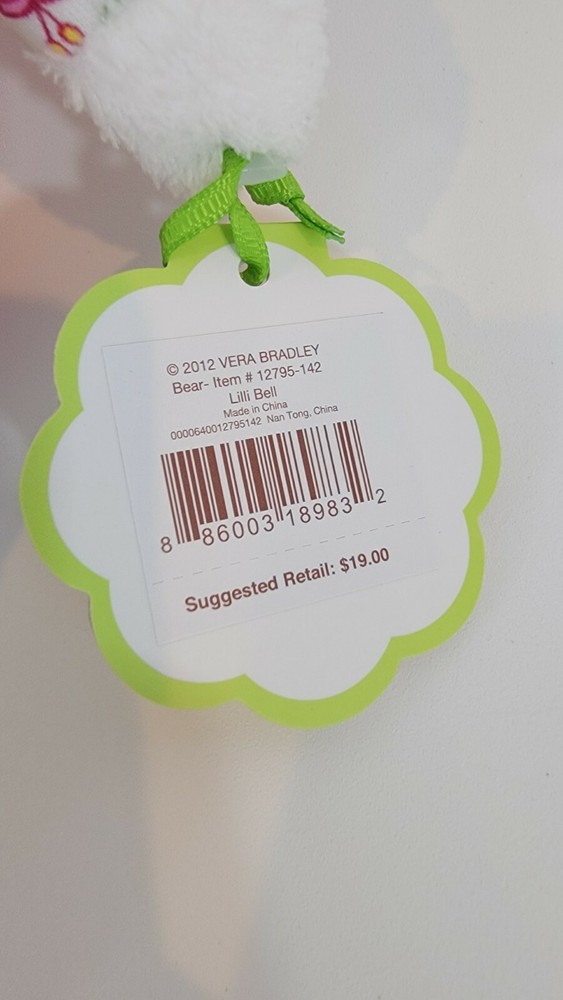 © 2012 VERA BRADLEY
Bear- Item # 12795-142
Lilli Bell
Made in China
0000640012795142 Nan Tong, China
8 86003 18983 2
Suggested Retail: $19.00